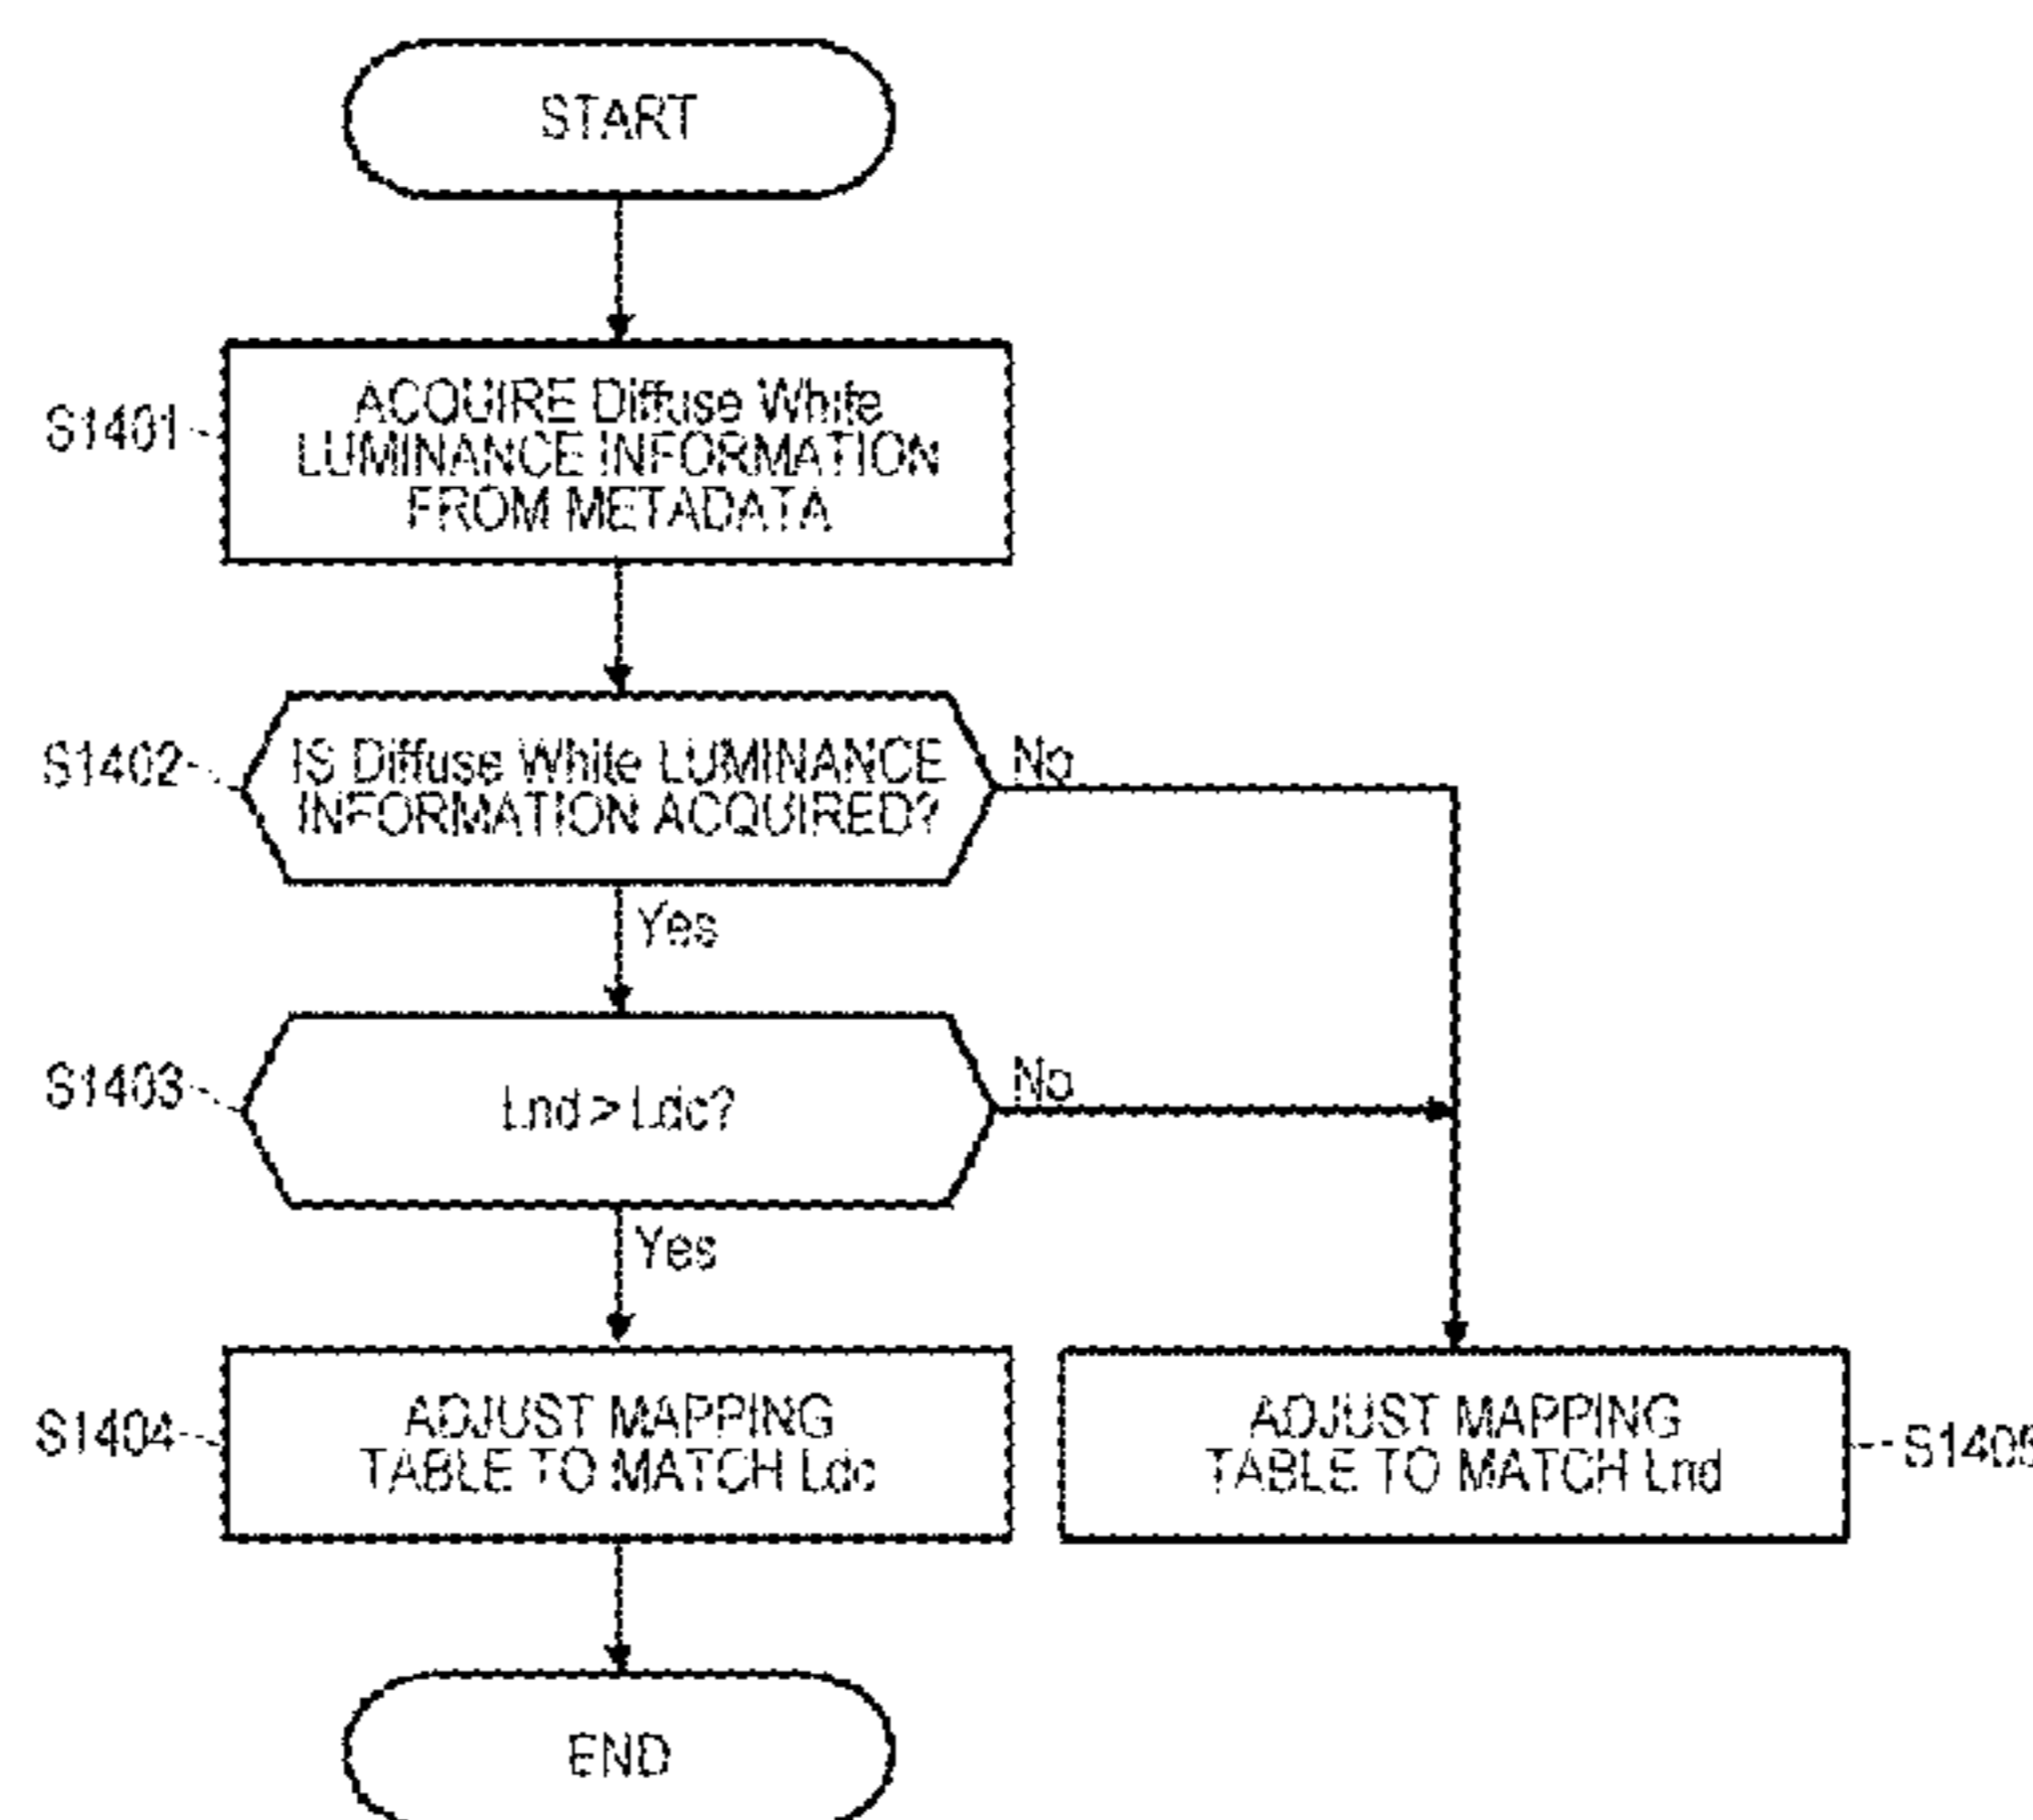 START
S1401
ACQUIRE Diffuse White
LUMINANCE INFORMATION
FROM METADATA
S1402
IS Diffuse White LUMINANCE
INFORMATION ACQUIRED?
No
Yes
S1403
Lnd > Ldc?
No
Yes
S1404
ADJUST MAPPING
TABLE TO MATCH Ldc
ADJUST MAPPING
TABLE TO MATCH Lnd
S1405
END